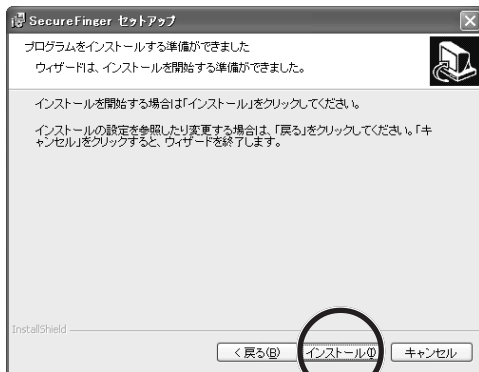 SecureFinger セットアップ
プログラムをインストールする準備ができました
ウィザードは、インストールを開始する準備ができました。
インストールを開始する場合は「インストール」をクリックしてください。
インストールの設定を参照したり変更する場合は、「戻る」をクリックしてください。「キ
ャンセル」をクリックすると、ウィザードを終了します。
InstallShield
< 戻る(B) インストール(I) キャンセル